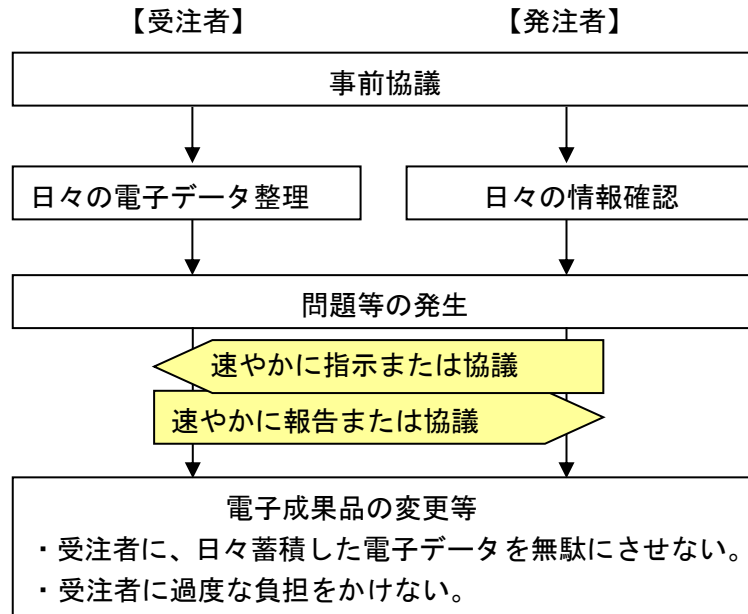 【受注者】 【発注者】
事前協議
日々の電子データ整理 日々の情報確認
問題等の発生
速やかに指示または協議
速やかに報告または協議
電子成果品の変更等
・受注者に、日々蓄積した電子データを無駄にさせない。
・受注者に過度な負担をかけない。